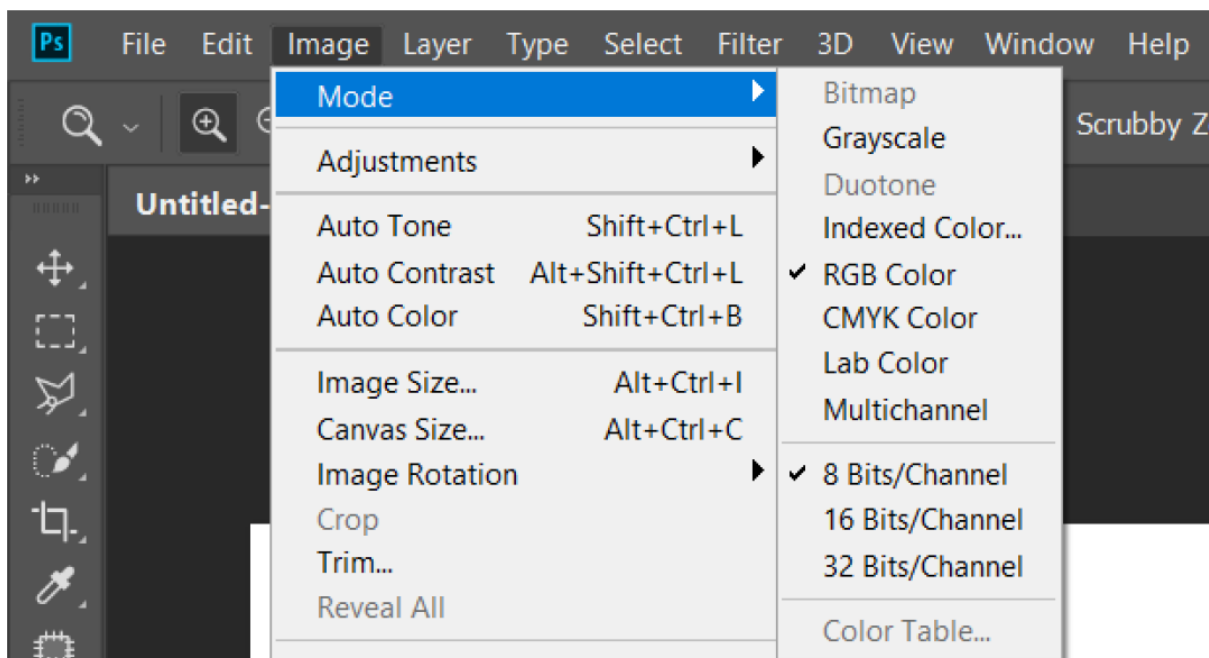 Ps File Edit Image Layer Type Select Filter 3D View Window Help
Scrubby Z
Untitled-
Mode
Adjustments
Auto Tone Shift+Ctrl+L
Auto Contrast Alt+Shift+Ctrl+L
Auto Color Shift+Ctrl+B
Image Size... Alt+Ctrl+I
Canvas Size... Alt+Ctrl+C
Image Rotation
Crop
Trim...
Reveal All
Bitmap
Grayscale
Duotone
Indexed Color...
RGB Color
CMYK Color
Lab Color
Multichannel
8 Bits/Channel
16 Bits/Channel
32 Bits/Channel
Color Table...